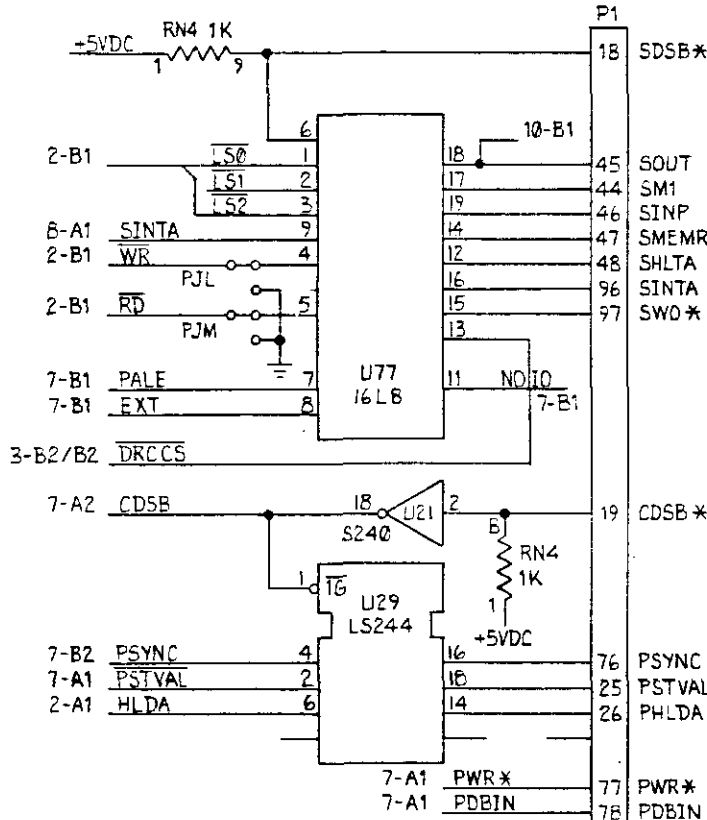 P1
RN4 1K
+5VDC 1 9 18 SDSB*
6
10-B1
2-B1 LS0 1 18 45 SOUT
LS1 2 17 44 SM1
LS2 3 19 46 SINP
8-A1 SINTA 9 14 47 SMEMR
2-B1 WR 4 12 48 SHLTA
PJL 16 96 SINTA
2-B1 RD 5 15 97 SWO*
PJM 13
U77
16L8
7-B1 PALE 7 11 NOIO
7-B1
7-B1 EXT 8
3-B2/B2 DRCCS
7-A2 CDSB 18 U21 2 19 CDSB*
S240 8
RN4
1K
1 1G 1
U29
LS244 +5VDC
7-B2 PSYNC 4 16 76 PSYNC
7-A1 PSTVAL 2 18 25 PSTVAL
2-A1 HLDA 6 14 26 PHLDA
7-A1 PWR* 77 PWR*
7-A1 PDBIN 78 PDBIN